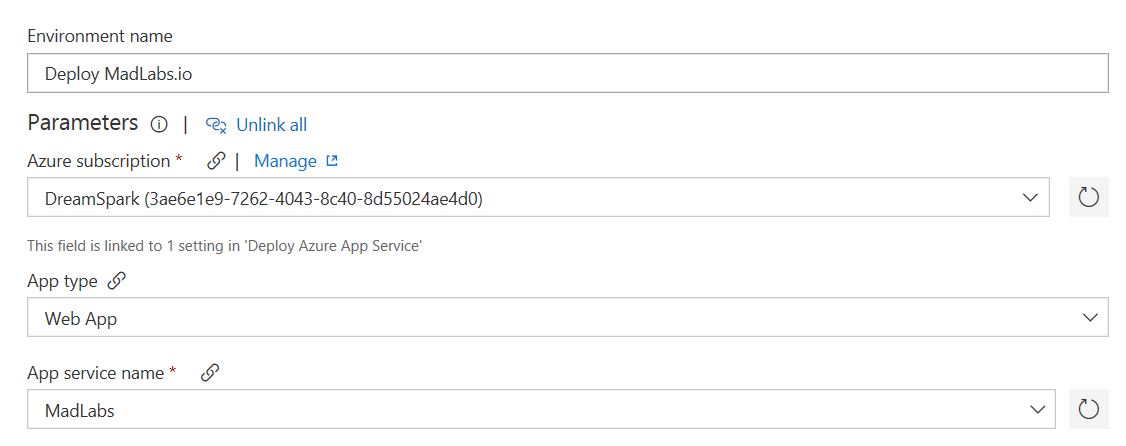 Environment name
Deploy MadLabs.io
Parameters | Unlink all
Azure subscription * | Manage
DreamSpark (3ae6e1e9-7262-4043-8c40-8d55024ae4d0)
This field is linked to 1 setting in 'Deploy Azure App Service'
App type
Web App
App service name *
MadLabs